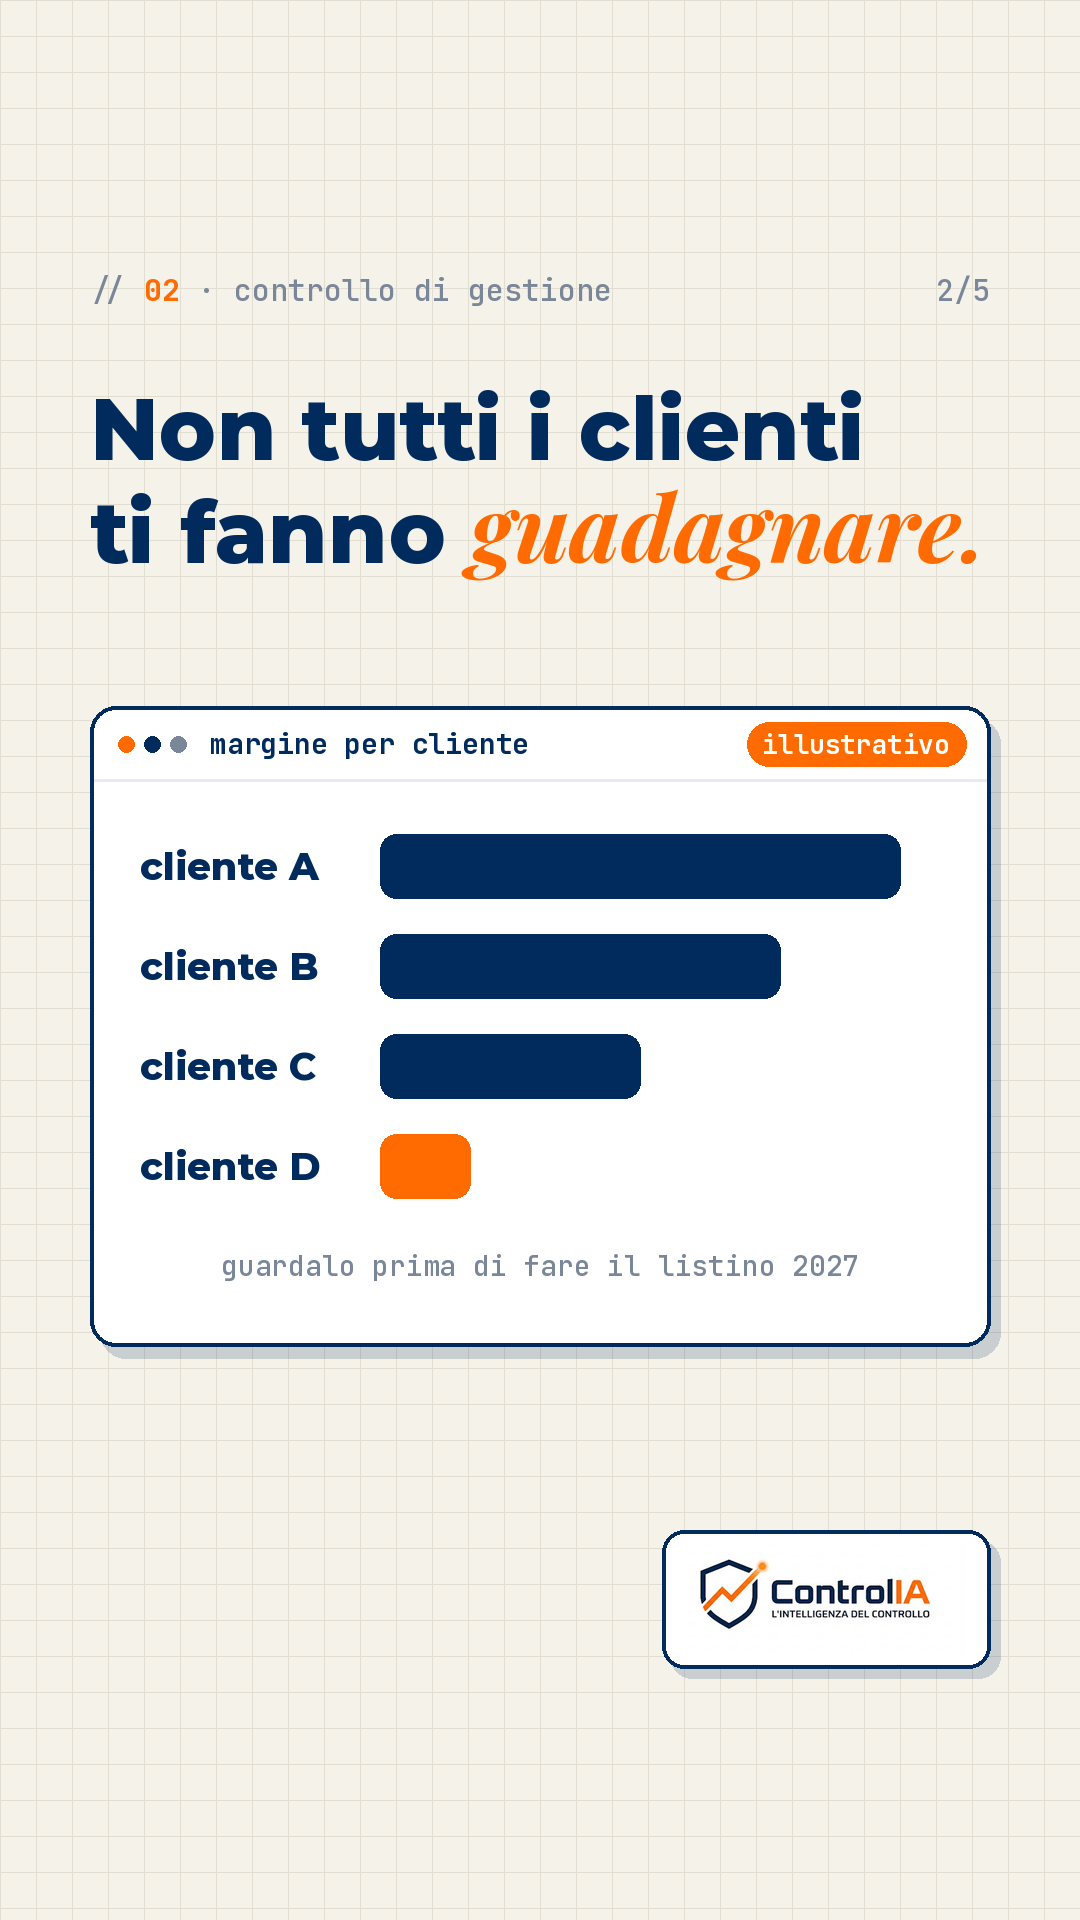 // 02 · controllo di gestione 2/5
Non tutti i clienti
ti fanno guadagnare.
margine per cliente illustrativo
cliente A
cliente B
cliente C
cliente D
guardalo prima di fare il listino 2027
ControlIA
L'INTELLIGENZA DEL CONTROLLO